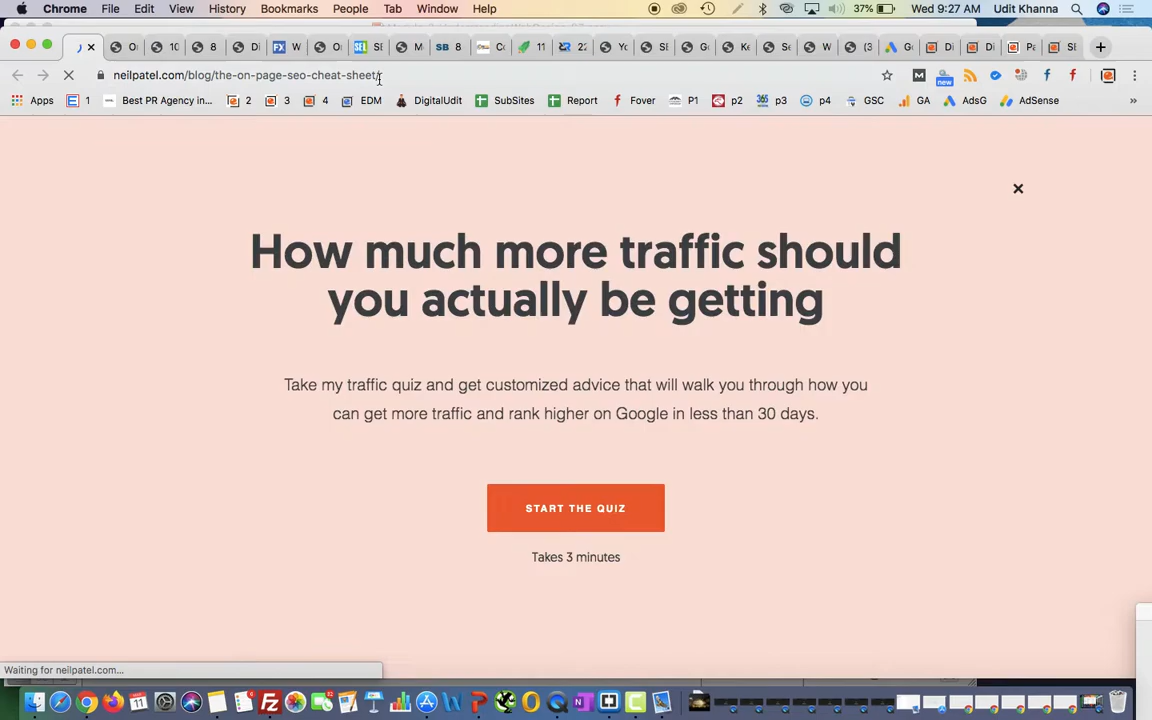 Chrome File Edit View History Bookmarks People Tab Window Help 37% Wed 9:27 AM Udit Khanna
neilpatel.com/blog/the-on-page-seo-cheat-sheet/
new
Apps 1 Best PR Agency in... 2 3 4 EDM DigitalUdit SubSites Report Fover P1 p2 p3 p4 GSC GA AdsG AdSense »
How much more traffic should
you actually be getting
Take my traffic quiz and get customized advice that will walk you through how you
can get more traffic and rank higher on Google in less than 30 days.
START THE QUIZ
Takes 3 minutes
Waiting for neilpatel.com...